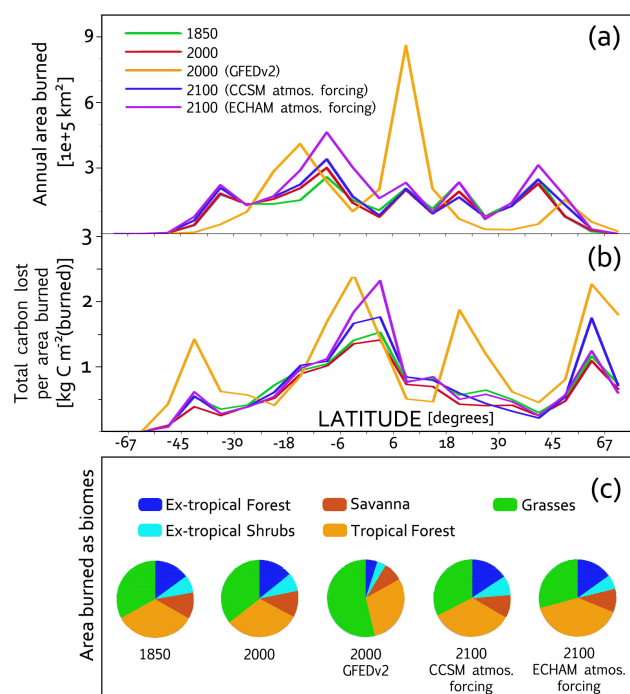 9
6
3
Annual area burned
[1e+5 km²]
1850
2000
2000 (GFEDv2)
2100 (CCSM atmos. forcing)
2100 (ECHAM atmos. forcing)
(a)
3
2
1
Total carbon lost
per area burned
[kg C m⁻²(burned)]
(b)
LATITUDE [degrees]
-67 -45 -30 -18 -6 6 18 30 45 67
Area burned as biomes
(c)
Ex-tropical Forest Savanna Grasses
Ex-tropical Shrubs Tropical Forest
1850
2000
2000
GFEDv2
2100
CCSM atmos.
forcing
2100
ECHAM atmos.
forcing